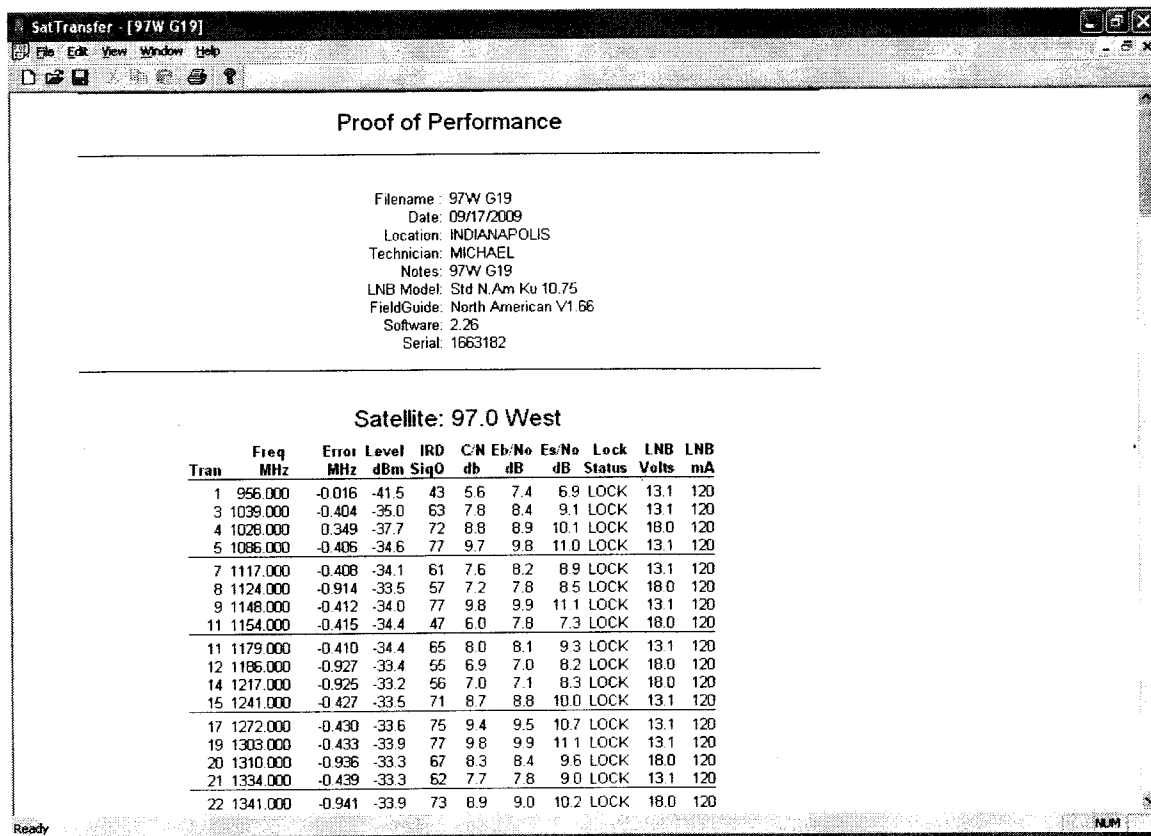 SatTransfer - [97W G19]
File Edit View Window Help
Proof of Performance
Filename : 97W G19
Date: 09/17/2009
Location: INDIANAPOLIS
Technician: MICHAEL
Notes: 97W G19
LNB Model: Std N.Am Ku 10.75
FieldGuide: North American V1.66
Software: 2.26
Serial: 1663182
Satellite: 97.0 West
Freq Error Level IRD C/N Eb/No Es/No Lock LNB LNB
Tran MHz MHz dBm SigQ db dB dB Status Volts mA
1 956.000 -0.016 -41.5 43 5.6 7.4 6.9 LOCK 13.1 120
3 1039.000 -0.404 -35.0 63 7.8 8.4 9.1 LOCK 13.1 120
4 1028.000 0.349 -37.7 72 8.8 8.9 10.1 LOCK 18.0 120
5 1086.000 -0.406 -34.6 77 9.7 9.8 11.0 LOCK 13.1 120
7 1117.000 -0.408 -34.1 61 7.6 8.2 8.9 LOCK 13.1 120
8 1124.000 -0.914 -33.5 57 7.2 7.8 8.5 LOCK 18.0 120
9 1148.000 -0.412 -34.0 77 9.8 9.9 11.1 LOCK 13.1 120
11 1154.000 -0.415 -34.4 47 6.0 7.8 7.3 LOCK 18.0 120
11 1179.000 -0.410 -34.4 65 8.0 8.1 9.3 LOCK 13.1 120
12 1186.000 -0.927 -33.4 55 6.9 7.0 8.2 LOCK 18.0 120
14 1217.000 -0.925 -33.2 56 7.0 7.1 8.3 LOCK 18.0 120
15 1241.000 -0.427 -33.5 71 8.7 8.8 10.0 LOCK 13.1 120
17 1272.000 -0.430 -33.6 75 9.4 9.5 10.7 LOCK 13.1 120
19 1303.000 -0.433 -33.9 77 9.8 9.9 11.1 LOCK 13.1 120
20 1310.000 -0.936 -33.3 67 8.3 8.4 9.6 LOCK 18.0 120
21 1334.000 -0.439 -33.3 62 7.7 7.8 9.0 LOCK 13.1 120
22 1341.000 -0.941 -33.9 73 8.9 9.0 10.2 LOCK 18.0 120
Ready NUM